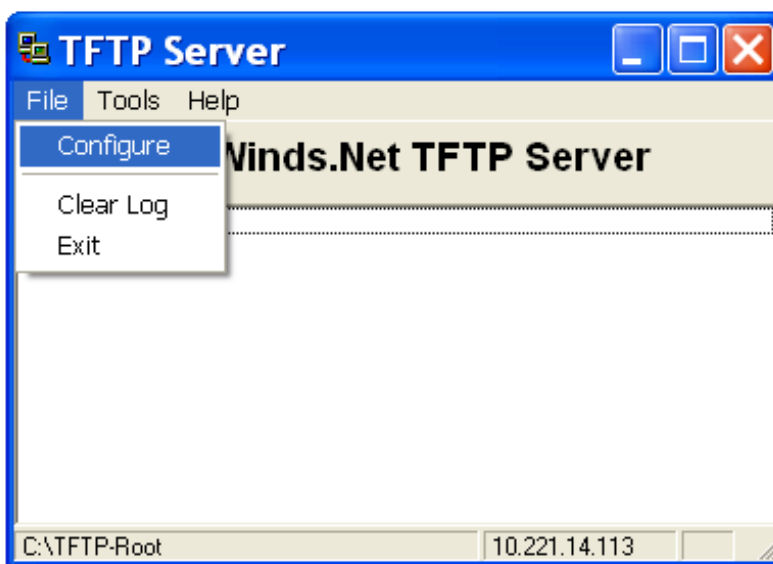 TFTP Server
File Tools Help
Configure
Winds.Net TFTP Server
Clear Log
Exit
C:\TFTP-Root 10.221.14.113